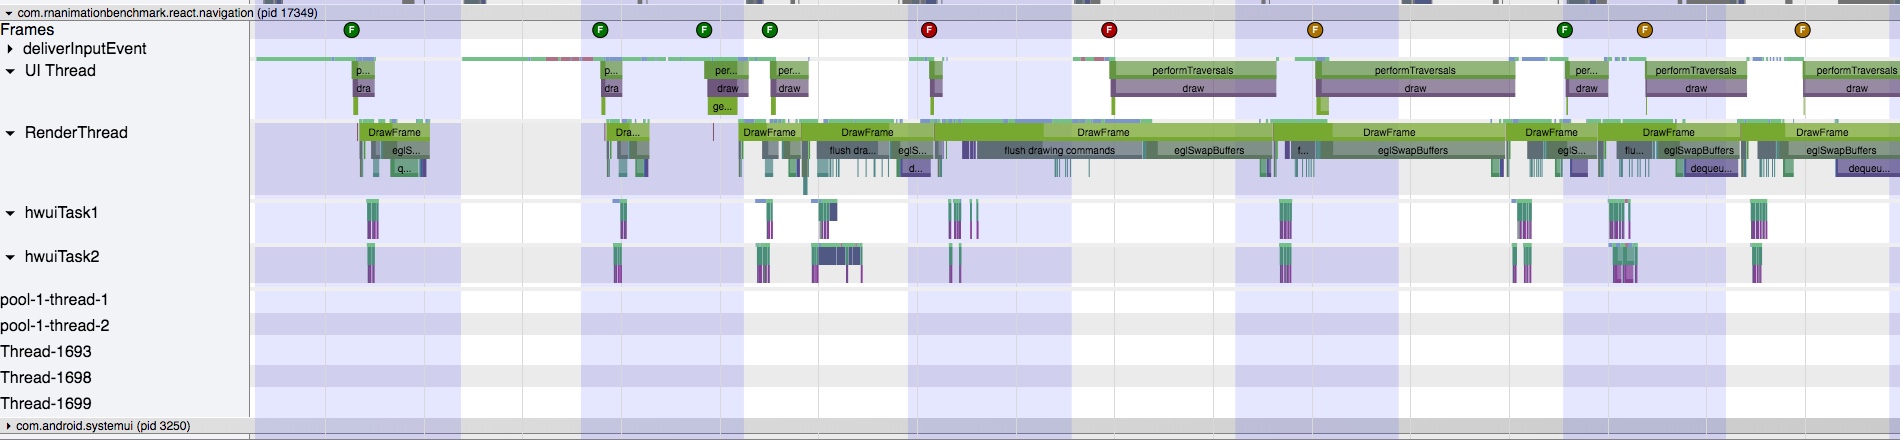 com.rnanimationbenchmark.react.navigation (pid 17349)
Frames F F F F F F F F F F
deliverInputEvent
UI Thread p... p... per... per... performTraversals performTraversals per... performTraversals performTraversals
dra dra draw draw draw draw draw draw draw
ge...
RenderThread DrawFrame Dra... DrawFrame DrawFrame DrawFrame DrawFrame DrawFrame DrawFrame DrawFrame
eglS... flush dra... eglS... flush drawing commands eglSwapBuffers f... eglSwapBuffers eglS... flu... eglSwapBuffers eglSwapBuffers
q... d... dequeu... dequeu...
hwuiTask1
hwuiTask2
pool-1-thread-1
pool-1-thread-2
Thread-1693
Thread-1698
Thread-1699
com.android.systemui (pid 3250)